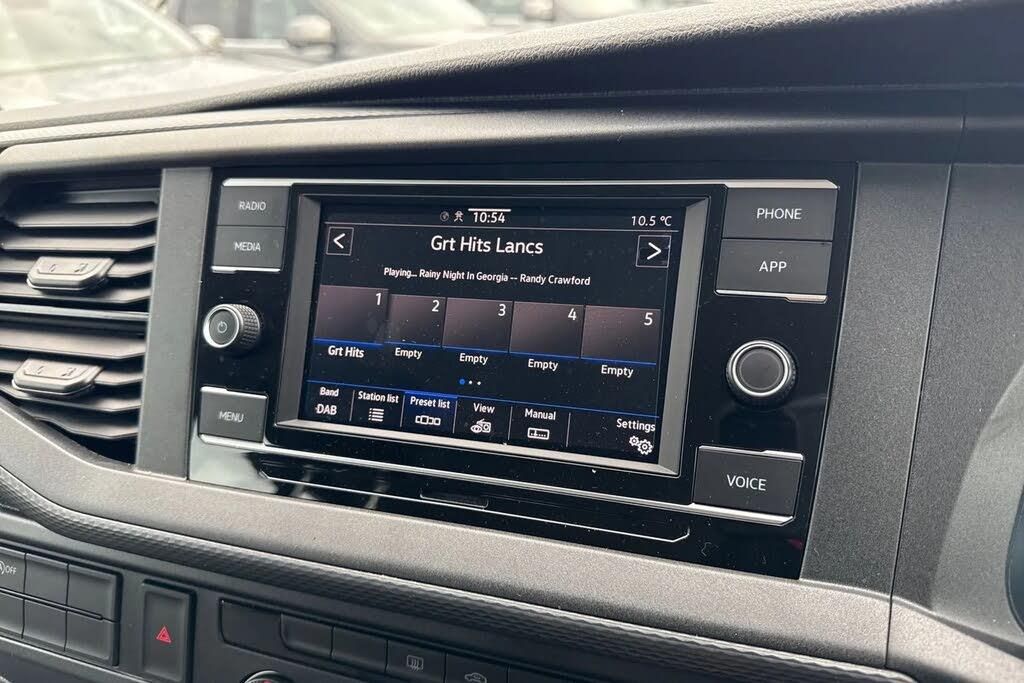 RADIO
MEDIA
MENU
10:54
10.5 °C
<
Grt Hits Lancs
>
Playing... Rainy Night In Georgia -- Randy Crawford
1
2
3
4
5
Grt Hits
Empty
Empty
Empty
Empty
Band
DAB
Station list
Preset list
View
Manual
Settings
PHONE
APP
VOICE
OFF